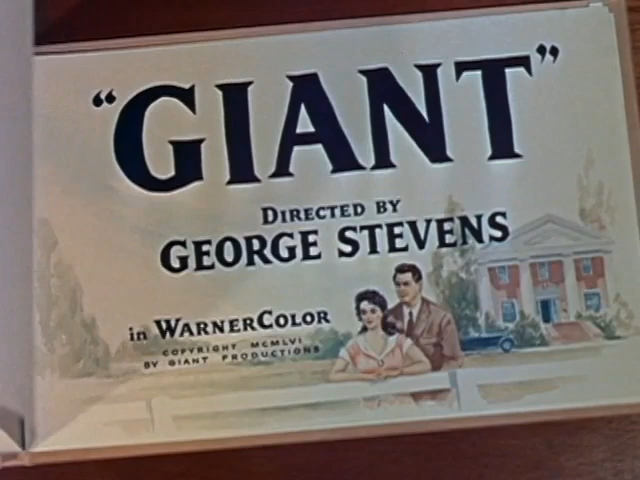 "GIANT"
DIRECTED BY
GEORGE STEVENS
in WARNERCOLOR
COPYRIGHT MCMLVI
BY GIANT PRODUCTIONS